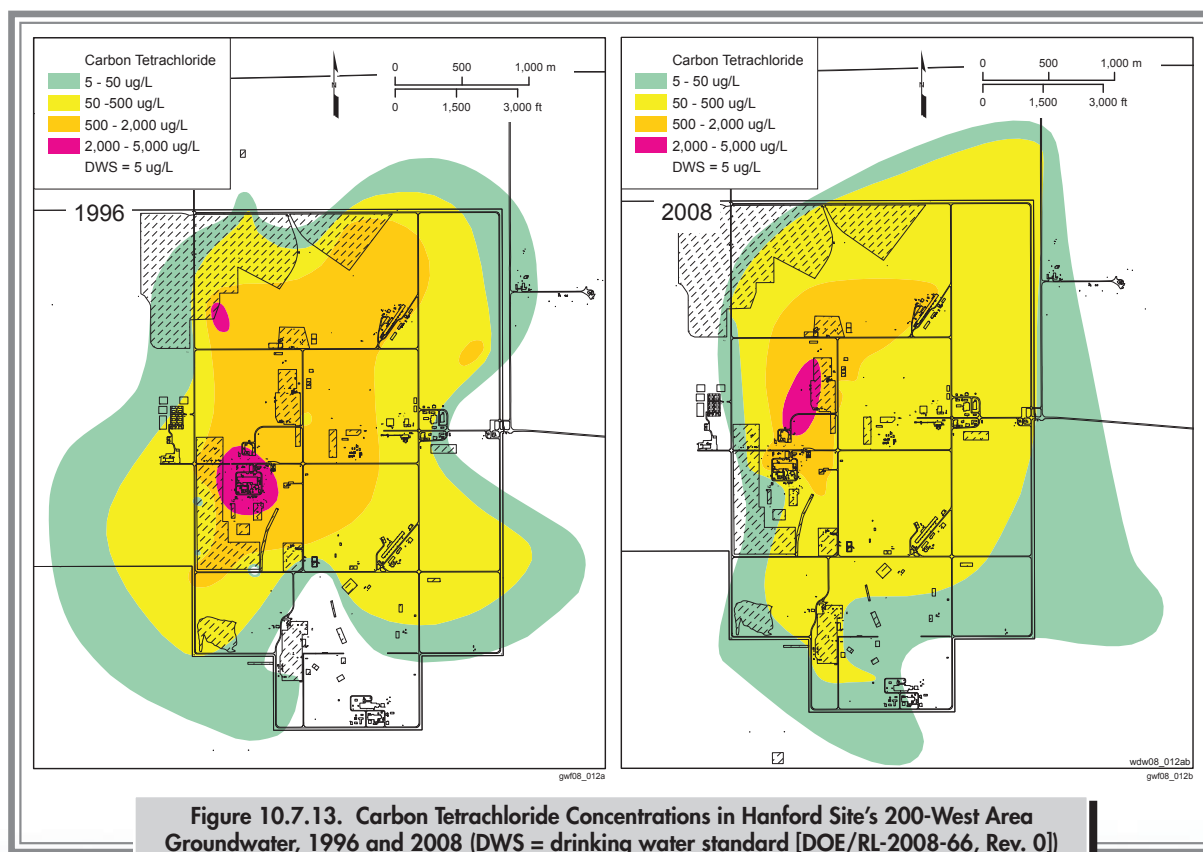 Carbon Tetrachloride
5 - 50 ug/L
50 -500 ug/L
500 - 2,000 ug/L
2,000 - 5,000 ug/L
DWS = 5 ug/L
N
0 500 1,000 m
0 1,500 3,000 ft
1996
gwf08_012a
Carbon Tetrachloride
5 - 50 ug/L
50 - 500 ug/L
500 - 2,000 ug/L
2,000 - 5,000 ug/L
DWS = 5 ug/L
N
0 500 1,000 m
0 1,500 3,000 ft
2008
wdw08_012ab
gwf08_012b
Figure 10.7.13. Carbon Tetrachloride Concentrations in Hanford Site’s 200-West Area
Groundwater, 1996 and 2008 (DWS = drinking water standard [DOE/RL-2008-66, Rev. 0])